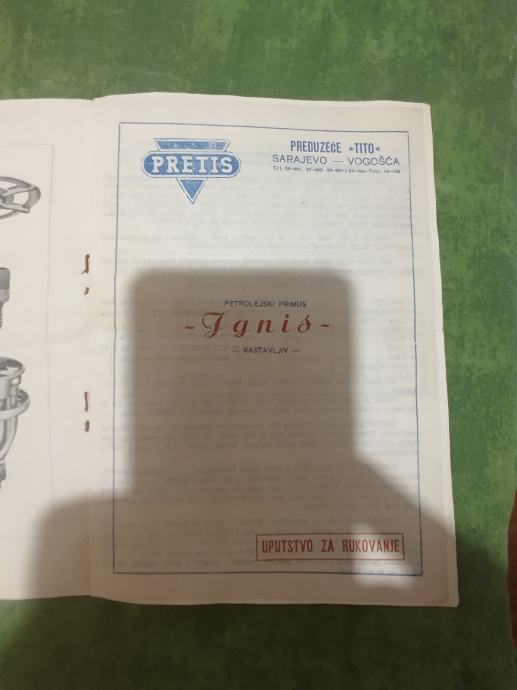 PRETIS
PREDUZEĆE »TITO«
SARAJEVO — VOGOŠĆA
PETROLEJSKI PRIMUS
-Ignis-
— RASTAVLJIV —
UPUTSTVO ZA RUKOVANJE